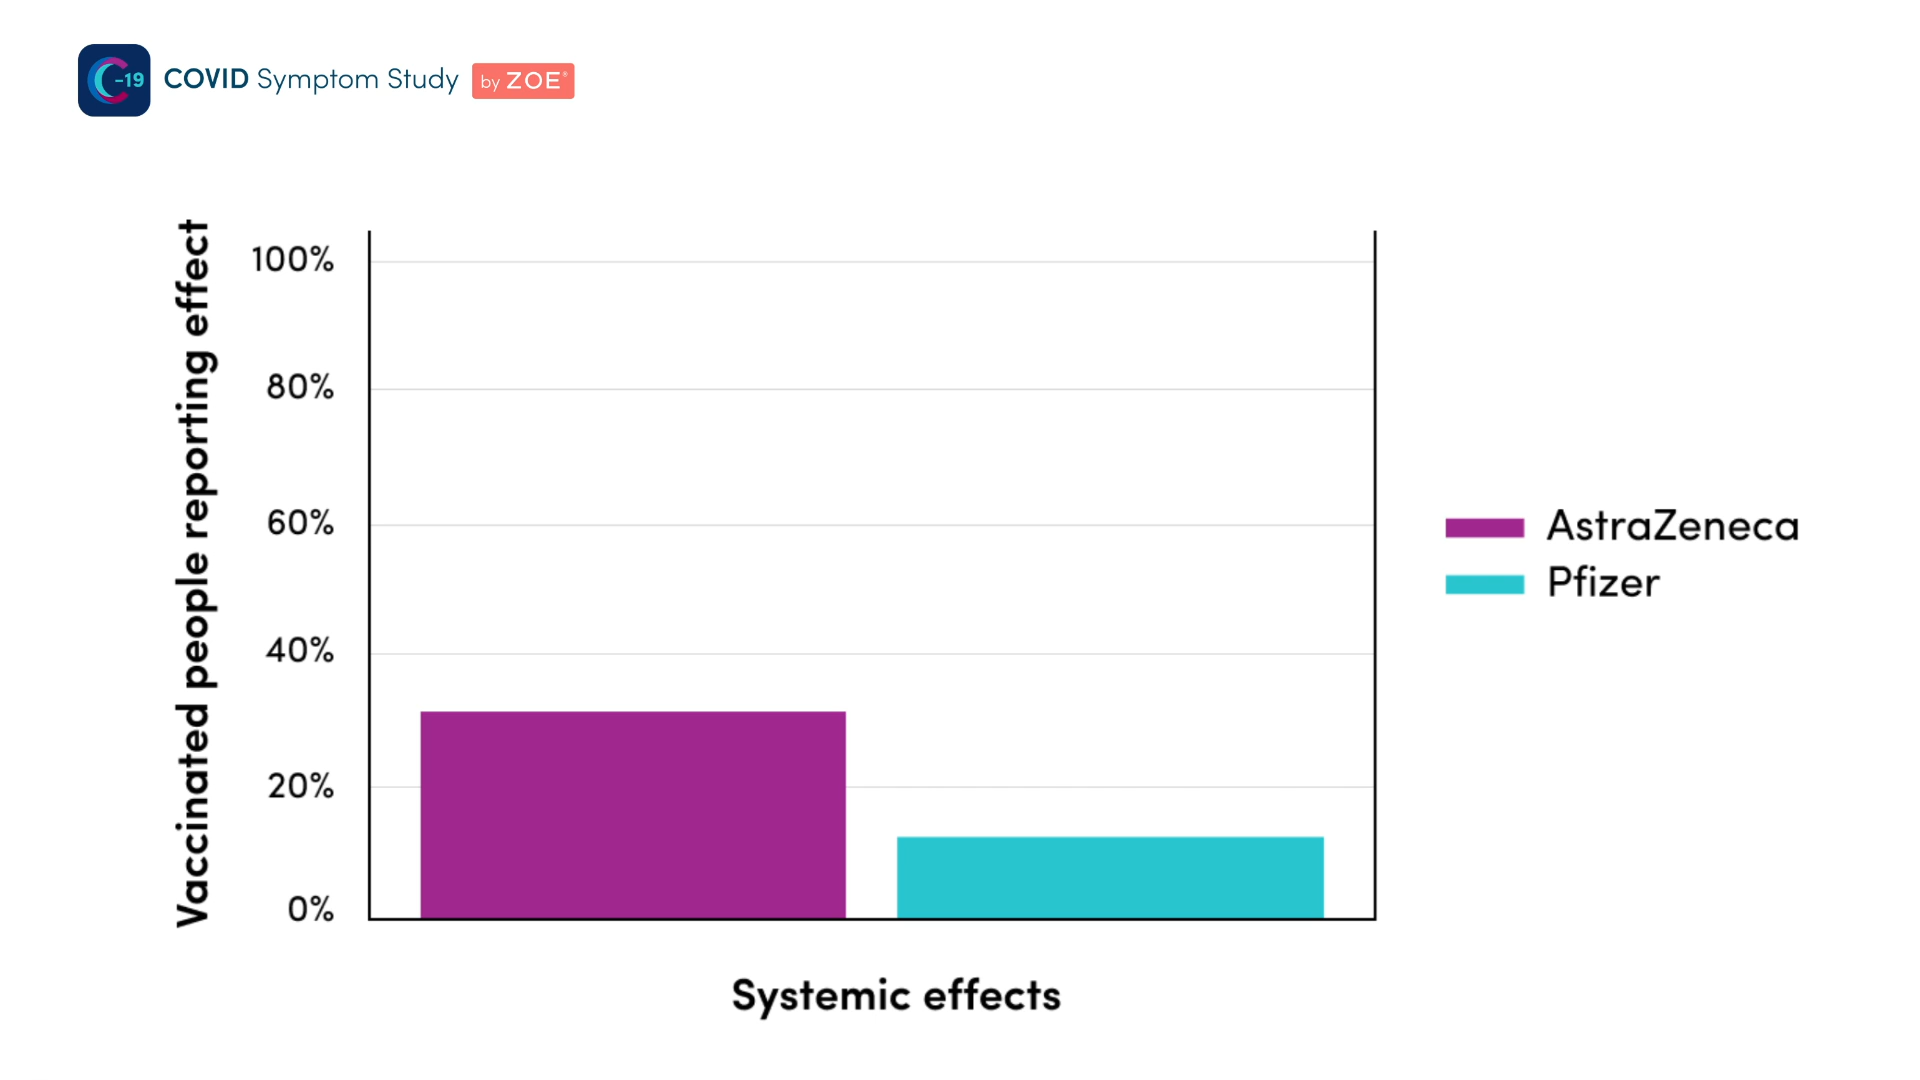 C-19
COVID Symptom Study by ZOE®
Vaccinated people reporting effect
100%
80%
60%
40%
20%
0%
AstraZeneca
Pfizer
Systemic effects